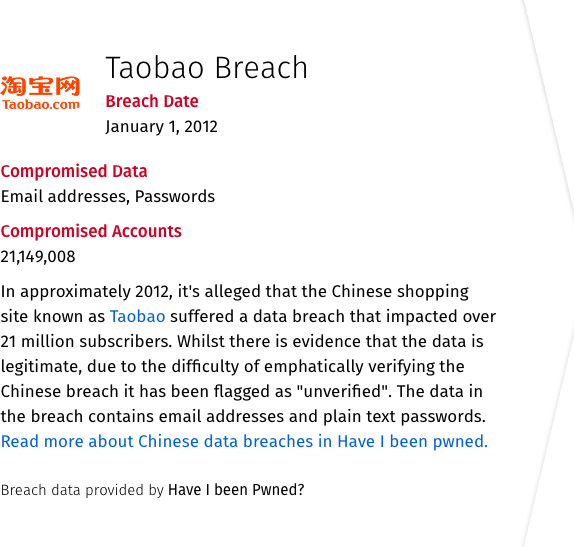 Taobao Breach
淘宝网
Taobao.com
Breach Date
January 1, 2012
Compromised Data
Email addresses, Passwords
Compromised Accounts
21,149,008
In approximately 2012, it's alleged that the Chinese shopping
site known as Taobao suffered a data breach that impacted over
21 million subscribers. Whilst there is evidence that the data is
legitimate, due to the difficulty of emphatically verifying the
Chinese breach it has been flagged as "unverified". The data in
the breach contains email addresses and plain text passwords.
Read more about Chinese data breaches in Have I been pwned.
Breach data provided by Have I been Pwned?